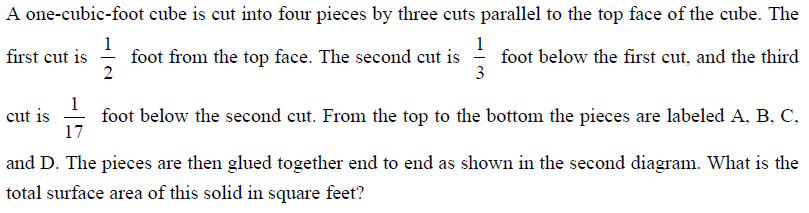 A one-cubic-foot cube is cut into four pieces by three cuts parallel to the top face of the cube. The
first cut is 1/2 foot from the top face. The second cut is 1/3 foot below the first cut, and the third
cut is 1/17 foot below the second cut. From the top to the bottom the pieces are labeled A, B, C,
and D. The pieces are then glued together end to end as shown in the second diagram. What is the
total surface area of this solid in square feet?